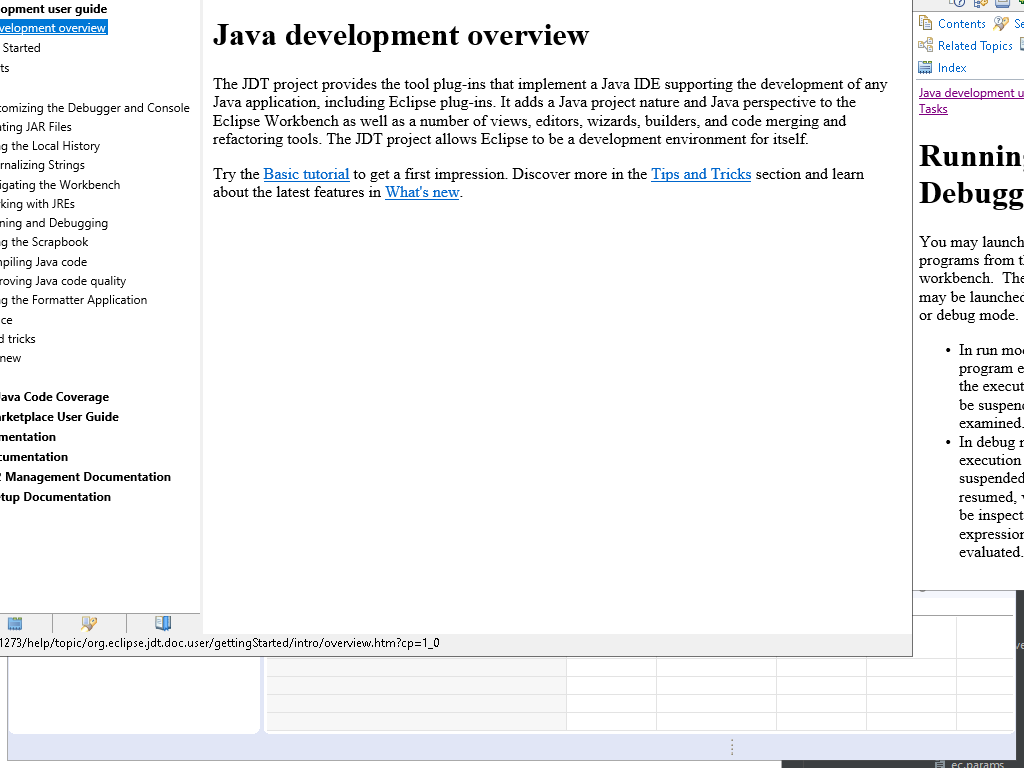 opment user guide
velopment overview
Started
ts
tomizing the Debugger and Console
ating JAR Files
g the Local History
rnalizing Strings
igating the Workbench
king with JREs
ning and Debugging
g the Scrapbook
mpiling Java code
roving Java code quality
g the Formatter Application
ce
d tricks
new
Java Code Coverage
arketplace User Guide
mentation
cumentation
2 Management Documentation
etup Documentation
Java development overview
The JDT project provides the tool plug-ins that implement a Java IDE supporting the development of any
Java application, including Eclipse plug-ins. It adds a Java project nature and Java perspective to the
Eclipse Workbench as well as a number of views, editors, wizards, builders, and code merging and
refactoring tools. The JDT project allows Eclipse to be a development environment for itself.
Try the Basic tutorial to get a first impression. Discover more in the Tips and Tricks section and learn
about the latest features in What's new.
1273/help/topic/org.eclipse.jdt.doc.user/gettingStarted/intro/overview.htm?cp=1_0
Contents Se
Related Topics
Index
Java development u
Tasks
Running
Debugg
You may launch
programs from th
workbench. The
may be launched
or debug mode.
• In run mod
program e
the execut
be suspend
examined.
• In debug m
execution
suspended
resumed, v
be inspect
expression
evaluated.
ve
ec.params